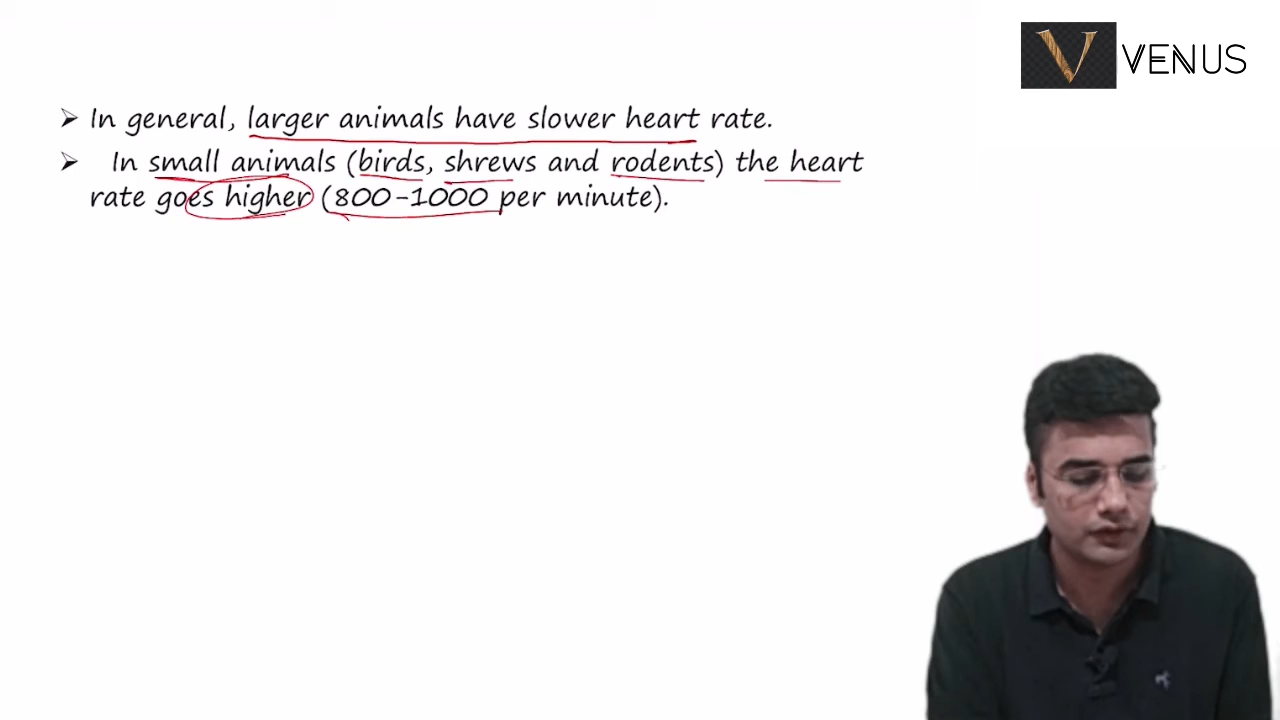 V VENUS
➢ In general, larger animals have slower heart rate.
➢ In small animals (birds, shrews and rodents) the heart
rate goes higher (800-1000 per minute).